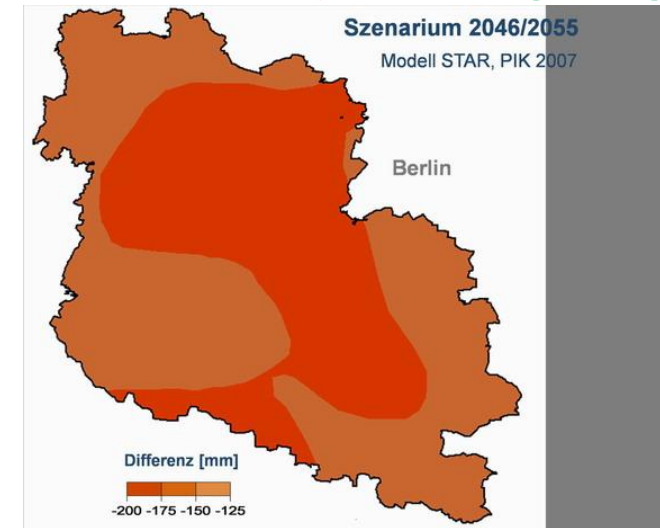 Szenarium 2046/2055
Modell STAR, PIK 2007
Berlin
Differenz [mm]
-200 -175 -150 -125